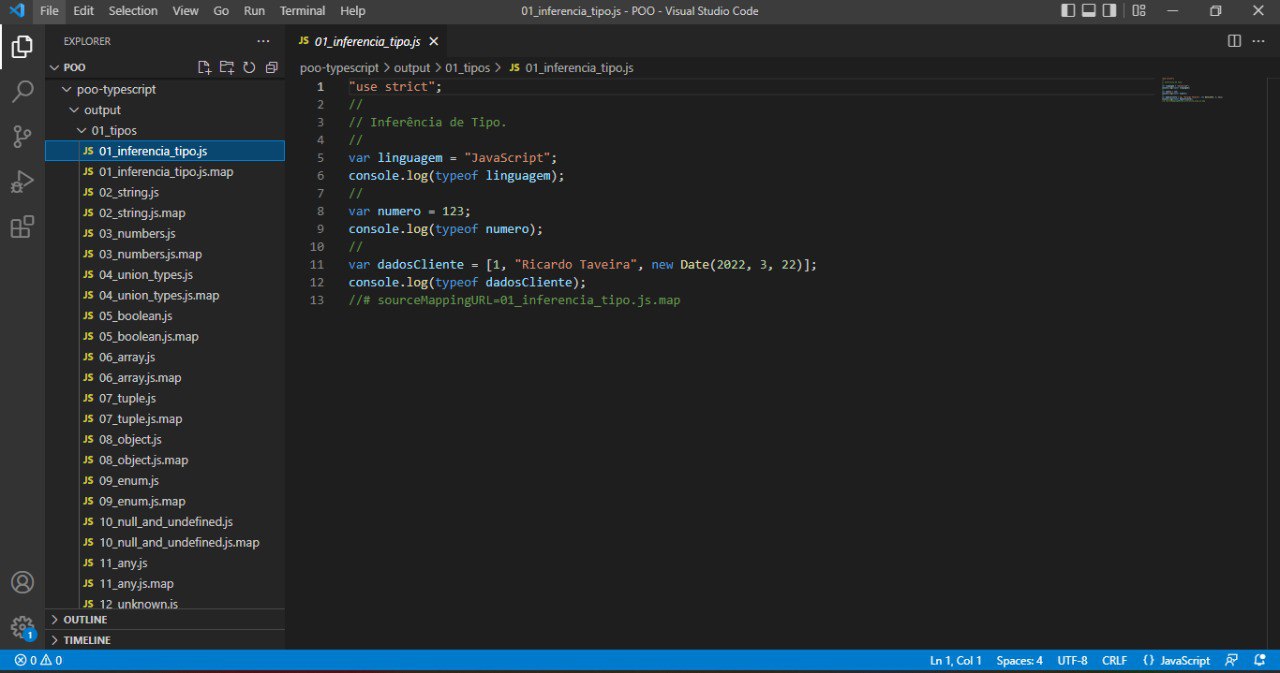 File Edit Selection View Go Run Terminal Help 01_inferencia_tipo.js - POO - Visual Studio Code
EXPLORER
POO
poo-typescript
output
01_tipos
JS 01_inferencia_tipo.js
JS 01_inferencia_tipo.js.map
JS 02_string.js
JS 02_string.js.map
JS 03_numbers.js
JS 03_numbers.js.map
JS 04_union_types.js
JS 04_union_types.js.map
JS 05_boolean.js
JS 05_boolean.js.map
JS 06_array.js
JS 06_array.js.map
JS 07_tuple.js
JS 07_tuple.js.map
JS 08_object.js
JS 08_object.js.map
JS 09_enum.js
JS 09_enum.js.map
JS 10_null_and_undefined.js
JS 10_null_and_undefined.js.map
JS 11_any.js
JS 11_any.js.map
JS 12_unknown.js
OUTLINE
TIMELINE
JS 01_inferencia_tipo.js
poo-typescript > output > 01_tipos > JS 01_inferencia_tipo.js
1 "use strict";
2 //
3 // Inferência de Tipo.
4 //
5 var linguagem = "JavaScript";
6 console.log(typeof linguagem);
7 //
8 var numero = 123;
9 console.log(typeof numero);
10 //
11 var dadosCliente = [1, "Ricardo Taveira", new Date(2022, 3, 22)];
12 console.log(typeof dadosCliente);
13 //# sourceMappingURL=01_inferencia_tipo.js.map
1
0 0 Ln 1, Col 1 Spaces: 4 UTF-8 CRLF {} JavaScript